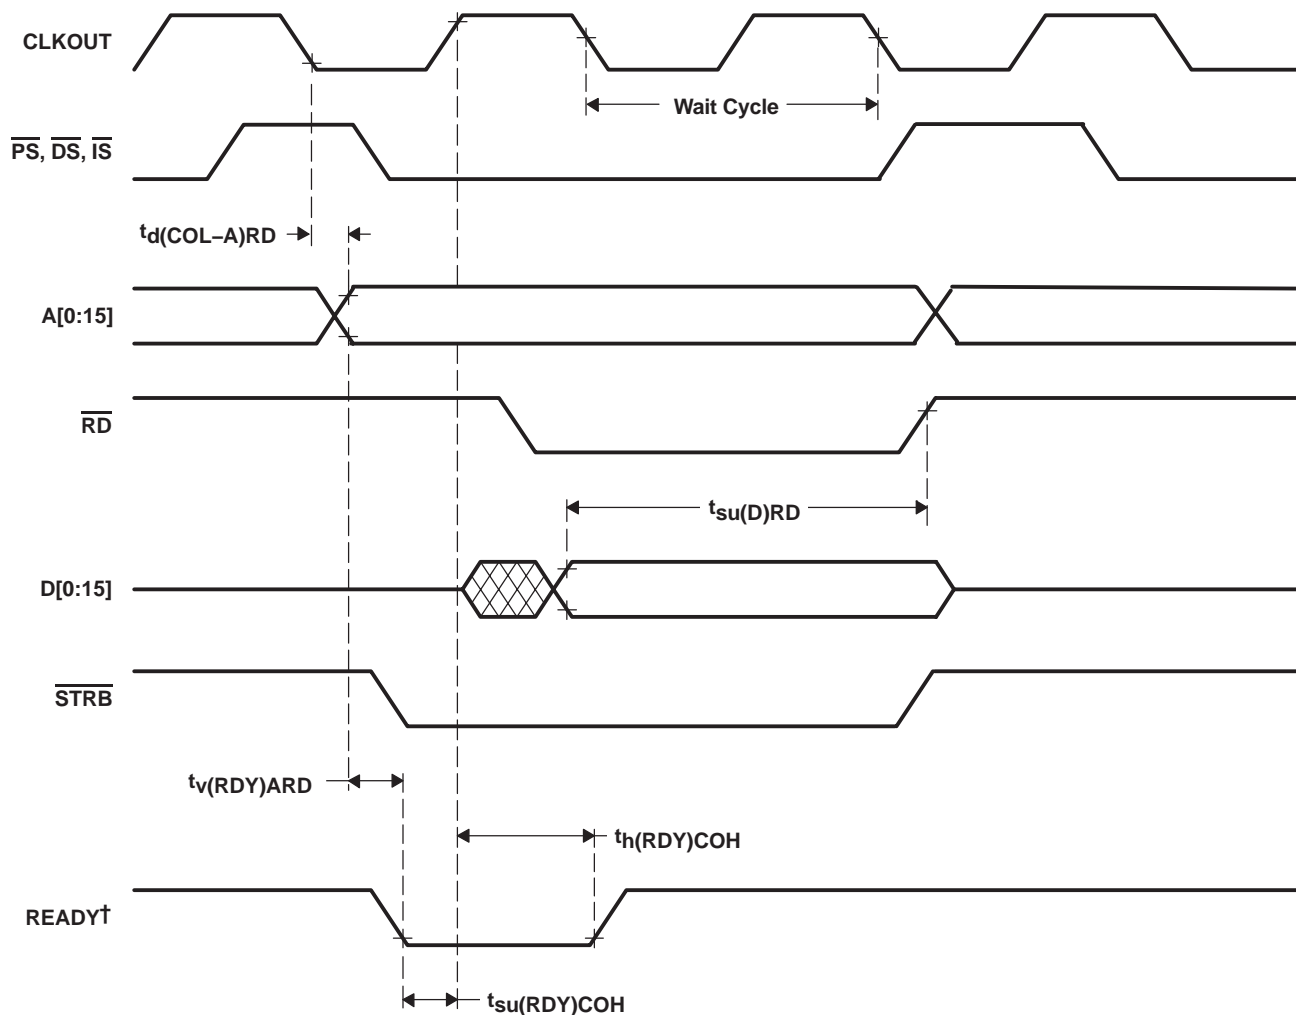 CLKOUT
Wait Cycle
PS, DS, IS
td(COL–A)RD
A[0:15]
RD
tsu(D)RD
D[0:15]
STRB
tv(RDY)ARD
th(RDY)COH
READY†
tsu(RDY)COH